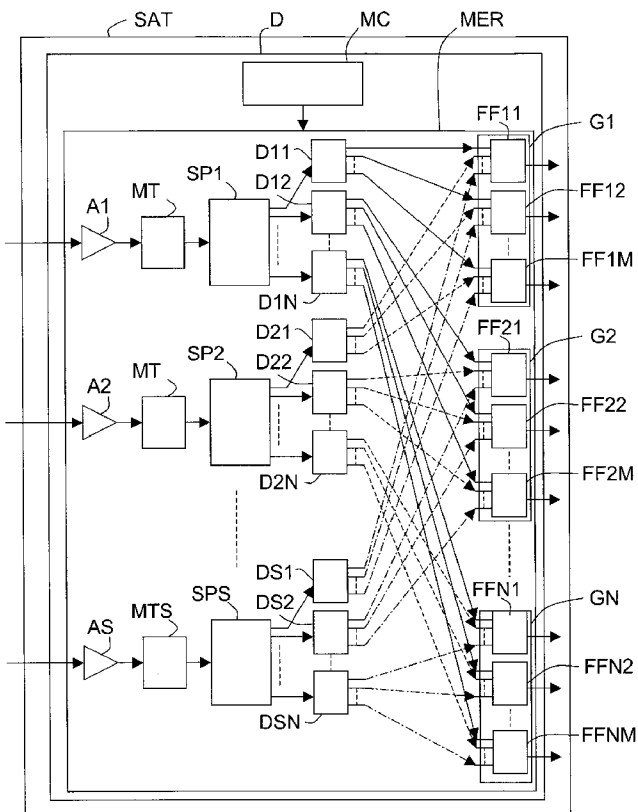 SAT D MC MER
FF11 G1
D11
D12
FF12
A1 MT SP1
FF1M
D1N
D21
FF21 G2
A2 MT SP2 D22
FF22
D2N
FF2M
DS1
FFN1 GN
AS MTS SPS DS2
FFN2
DSN
FFNM